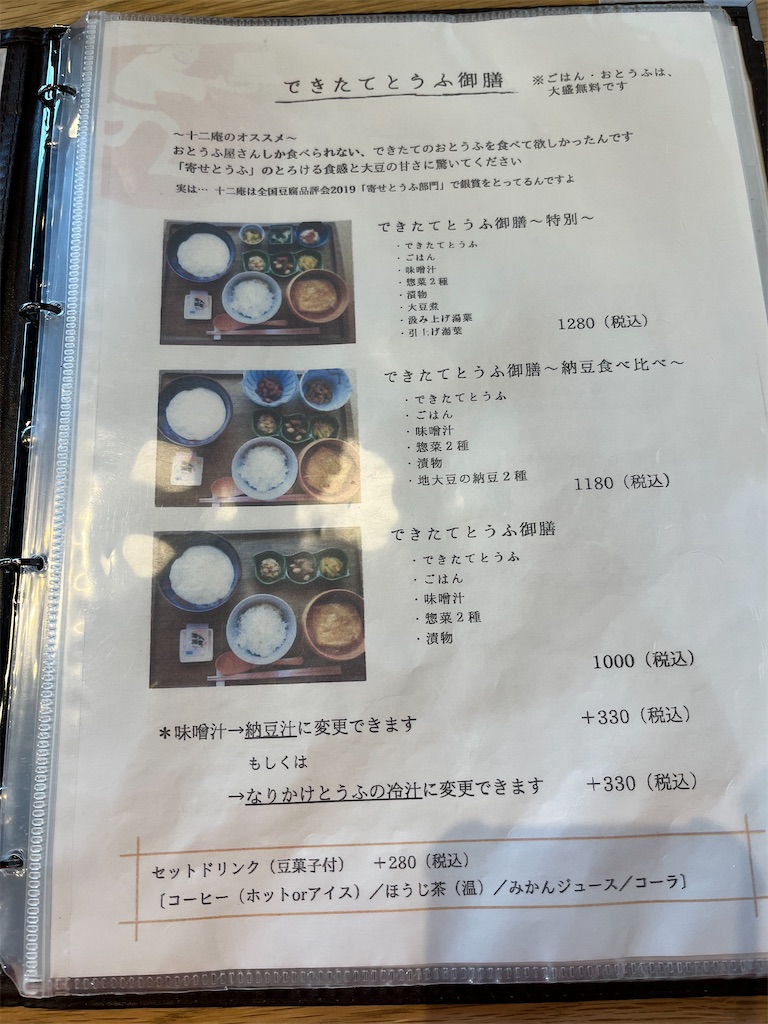 できたてとうふ御膳
※ごはん・おとうふは、
大盛無料です
～十二庵のオススメ～
おとうふ屋さんしか食べられない、できたてのおとうふを食べて欲しかったんです
「寄せとうふ」のとろける食感と大豆の甘さに驚いてください
実は… 十二庵は全国豆腐品評会2019「寄せとうふ部門」で銀賞をとってるんですよ
できたてとうふ御膳～特別～
・できたてとうふ
・ごはん
・味噌汁
・惣菜２種
・漬物
・大豆煮
・汲み上げ湯葉
・引上げ湯葉
1280（税込）
できたてとうふ御膳～納豆食べ比べ～
・できたてとうふ
・ごはん
・味噌汁
・惣菜２種
・漬物
・地大豆の納豆２種
1180（税込）
できたてとうふ御膳
・できたてとうふ
・ごはん
・味噌汁
・惣菜２種
・漬物
1000（税込）
＊味噌汁→納豆汁に変更できます ＋330（税込）
もしくは
→なりかけとうふの冷汁に変更できます ＋330（税込）
セットドリンク（豆菓子付） ＋280（税込）
〔コーヒー（ホットorアイス）／ほうじ茶（温）／みかんジュース／コーラ〕